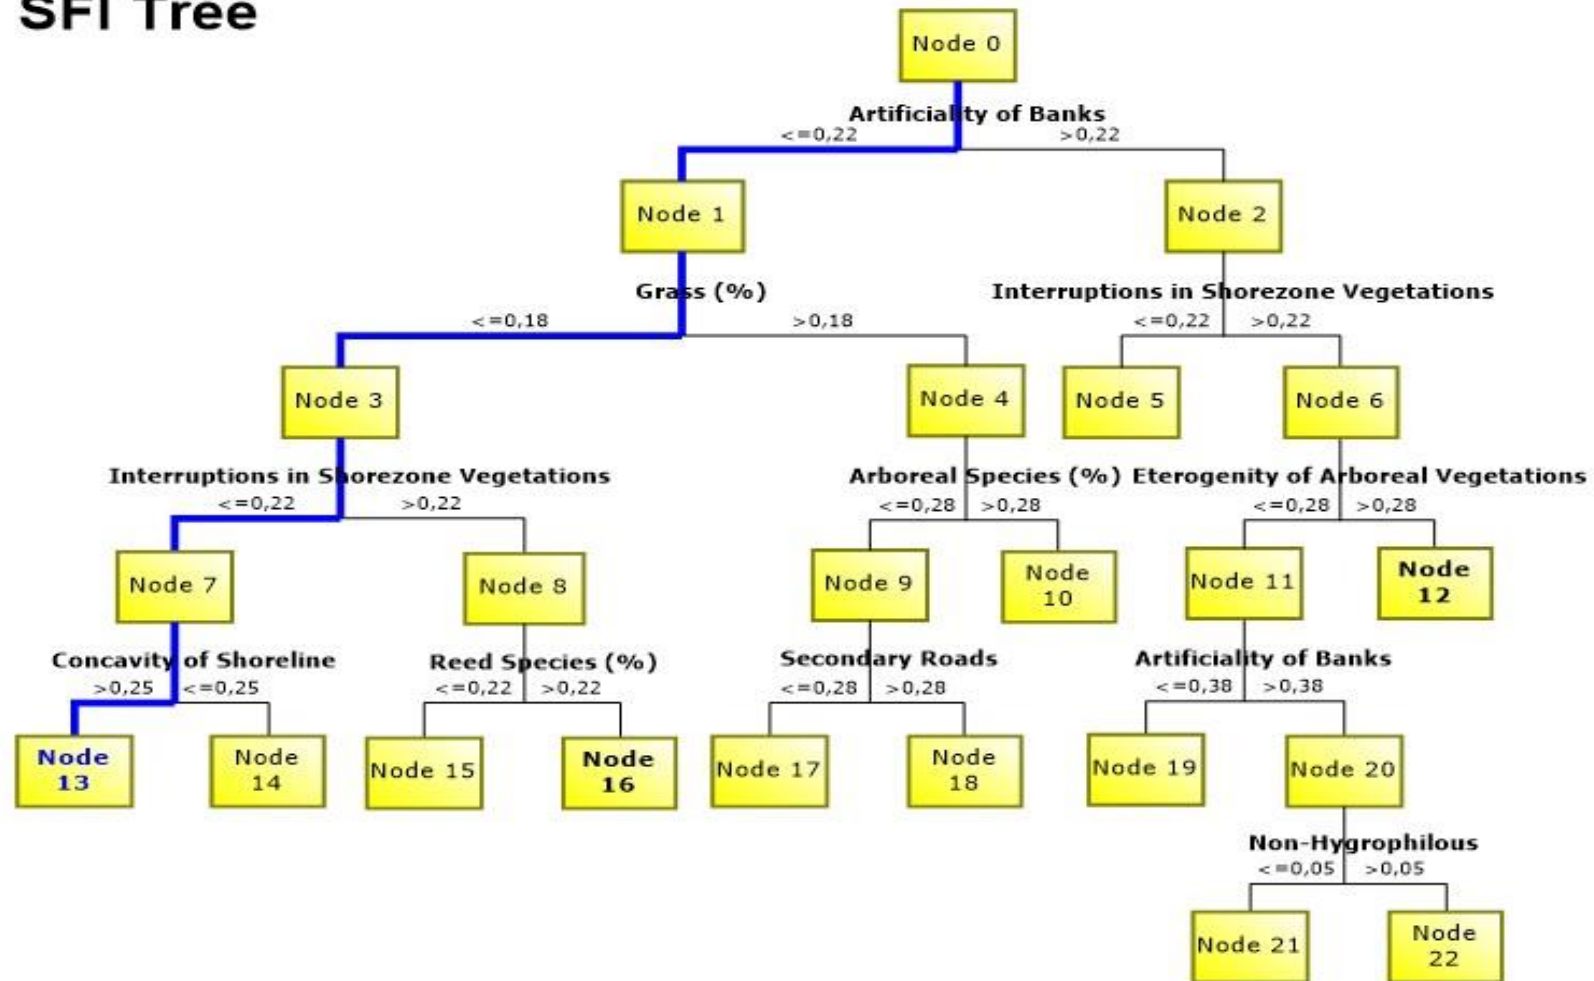 SFI Tree
Node 0
Artificiality of Banks
<=0,22 >0,22
Node 1 Node 2
Grass (%) Interruptions in Shorezone Vegetations
<=0,18 >0,18 <=0,22 >0,22
Node 3 Node 4 Node 5 Node 6
Interruptions in Shorezone Vegetations Arboreal Species (%) Eterogenity of Arboreal Vegetations
<=0,22 >0,22 <=0,28 >0,28 <=0,28 >0,28
Node 7 Node 8 Node 9 Node 10 Node 11 Node 12
Concavity of Shoreline Reed Species (%) Secondary Roads Artificiality of Banks
>0,25 <=0,25 <=0,22 >0,22 <=0,28 >0,28 <=0,38 >0,38
Node 13 Node 14 Node 15 Node 16 Node 17 Node 18 Node 19 Node 20
Non-Hygrophilous
<=0,05 >0,05
Node 21 Node 22